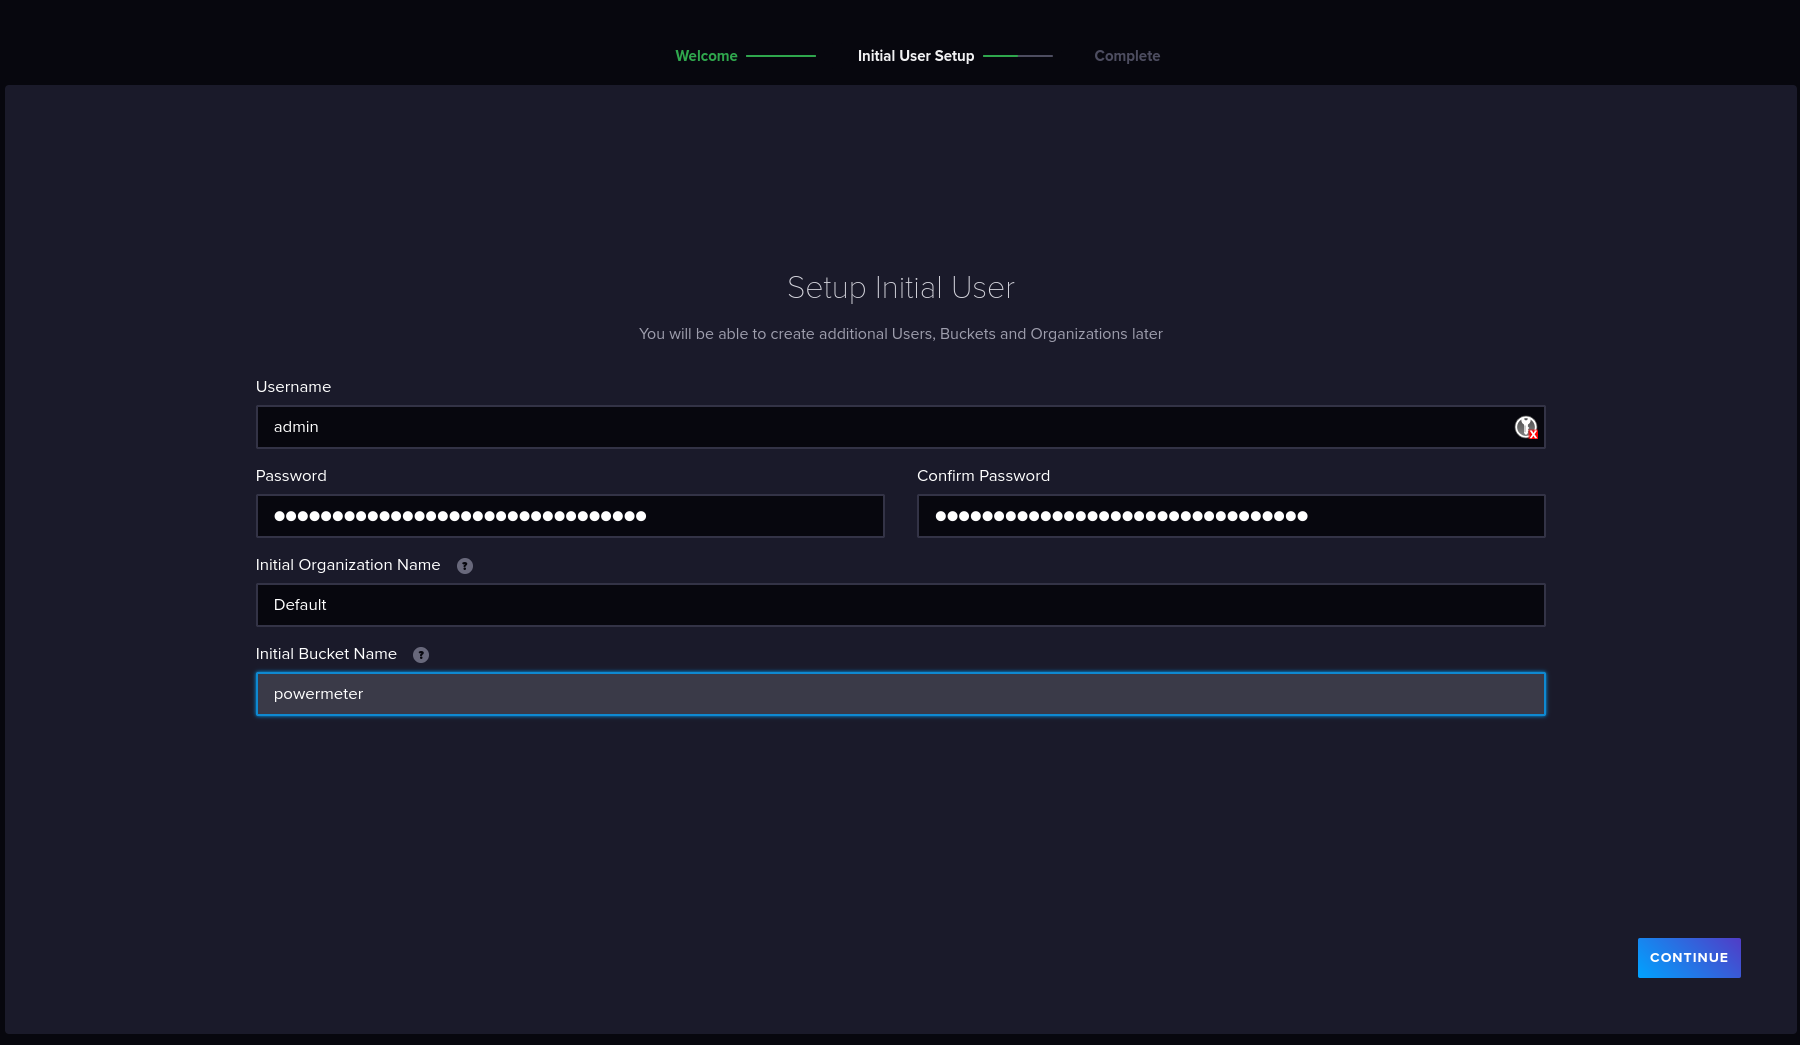 Welcome Initial User Setup Complete
Setup Initial User
You will be able to create additional Users, Buckets and Organizations later
Username
admin
Password Confirm Password
●●●●●●●●●●●●●●●●●●●●●●●●●●●●●●●● ●●●●●●●●●●●●●●●●●●●●●●●●●●●●●●●●
Initial Organization Name ?
Default
Initial Bucket Name ?
powermeter
CONTINUE